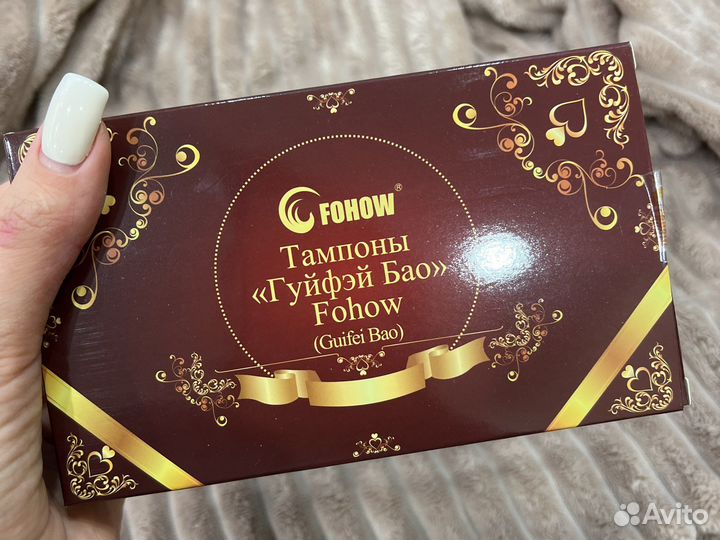 FOHOW®
Тампоны
«Гуйфэй Бао»
Fohow
(Guifei Bao)
Avito